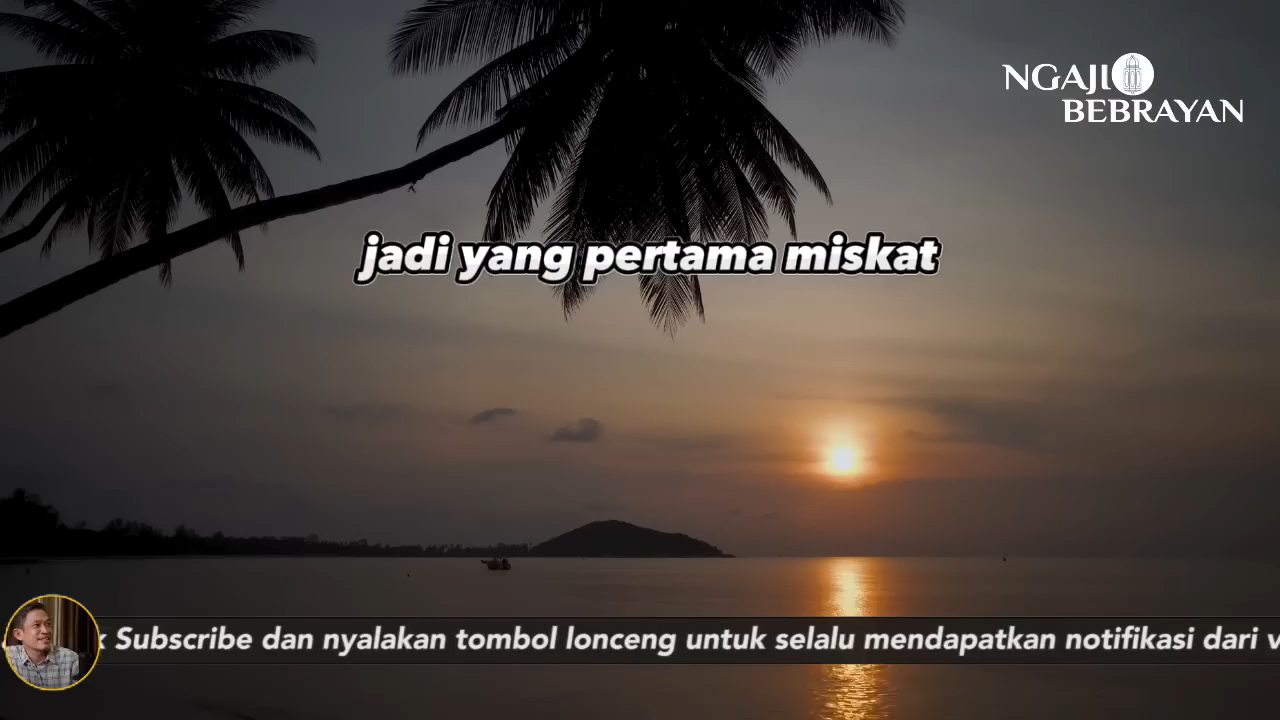 NGAJI
BEBRAYAN
jadi yang pertama miskat
Subscribe dan nyalakan tombol lonceng untuk selalu mendapatkan notifikasi dari